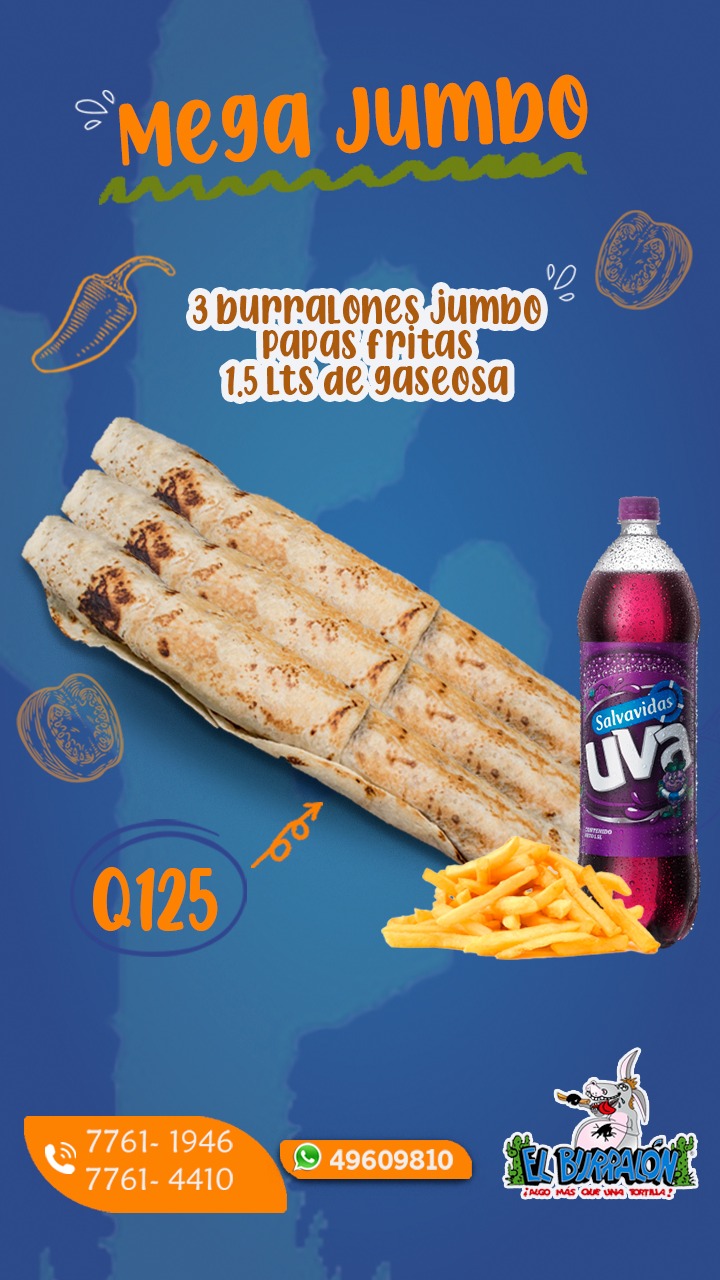 Mega Jumbo
3 burralones jumbo
papas fritas
1.5 Lts de gaseosa
Salvavidas
uva
CONTENIDO
Q125
7761- 1946
7761- 4410
49609810
EL BURRALÓN
¡ALGO MÁS QUE UNA TORTILLA!